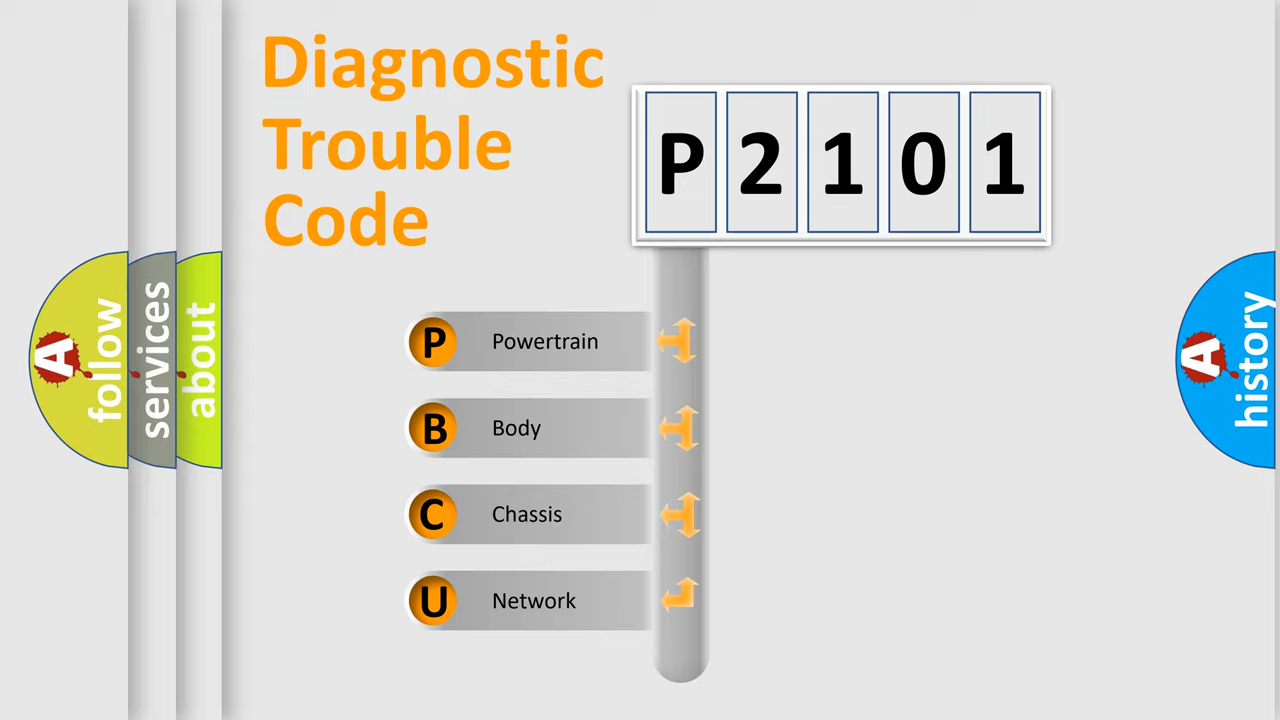 Diagnostic
Trouble
Code
P 2 1 0 1
P Powertrain
B Body
C Chassis
U Network
A follow
services
about
A history